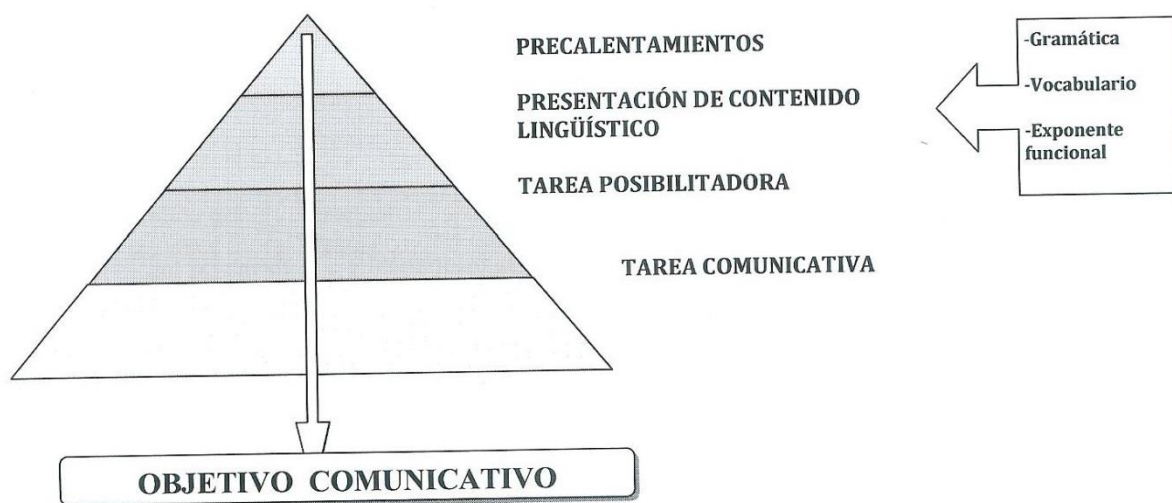 PRECALENTAMIENTOS
PRESENTACIÓN DE CONTENIDO
LINGÜÍSTICO
TAREA POSIBILITADORA
TAREA COMUNICATIVA
-Gramática
-Vocabulario
-Exponente
funcional
OBJETIVO COMUNICATIVO